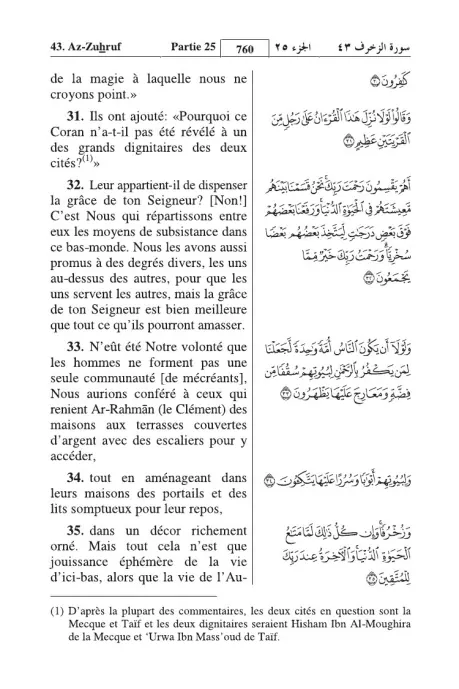 43. Az-Zuhruf Partie 25 760 الجزء ٢٥ سورة الزخرف ٤٣
de la magie à laquelle nous ne
croyons point.»
31. Ils ont ajouté: «Pourquoi ce
Coran n'a-t-il pas été révélé à un
des grands dignitaires des deux
cités?(1)»
32. Leur appartient-il de dispenser
la grâce de ton Seigneur? [Non!]
C'est Nous qui répartissons entre
eux les moyens de subsistance dans
ce bas-monde. Nous les avons aussi
promus à des degrés divers, les uns
au-dessus des autres, pour que les
uns servent les autres, mais la grâce
de ton Seigneur est bien meilleure
que tout ce qu'ils pourront amasser.
33. N'eût été Notre volonté que
les hommes ne forment pas une
seule communauté [de mécréants],
Nous aurions conféré à ceux qui
renient Ar-Rahmān (le Clément) des
maisons aux terrasses couvertes
d'argent avec des escaliers pour y
accéder,
34. tout en aménageant dans
leurs maisons des portails et des
lits somptueux pour leur repos,
35. dans un décor richement
orné. Mais tout cela n'est que
jouissance éphémère de la vie
d'ici-bas, alors que la vie de l'Au-
كَٰفِرُونَ ٣٠
وَقَالُوا۟ لَوْلَا نُزِّلَ هَٰذَا ٱلْقُرْءَانُ عَلَىٰ رَجُلٍ مِّنَ
ٱلْقَرْيَتَيْنِ عَظِيمٍ ٣١
أَهُمْ يَقْسِمُونَ رَحْمَتَ رَبِّكَ نَحْنُ قَسَمْنَا بَيْنَهُم
مَّعِيشَتَهُمْ فِى ٱلْحَيَوٰةِ ٱلدُّنْيَا وَرَفَعْنَا بَعْضَهُمْ
فَوْقَ بَعْضٍ دَرَجَٰتٍ لِّيَتَّخِذَ بَعْضُهُم بَعْضًا
سُخْرِيًّا وَرَحْمَتُ رَبِّكَ خَيْرٌ مِّمَّا
يَجْمَعُونَ ٣٢
وَلَوْلَآ أَن يَكُونَ ٱلنَّاسُ أُمَّةً وَٰحِدَةً لَّجَعَلْنَا
لِمَن يَكْفُرُ بِٱلرَّحْمَٰنِ لِبُيُوتِهِمْ سُقُفًا مِّن
فِضَّةٍ وَمَعَارِجَ عَلَيْهَا يَظْهَرُونَ ٣٣
وَلِبُيُوتِهِمْ أَبْوَٰبًا وَسُرُرًا عَلَيْهَا يَتَّكِـُٔونَ ٣٤
وَزُخْرُفًا وَإِن كُلُّ ذَٰلِكَ لَمَّا مَتَٰعُ
ٱلْحَيَوٰةِ ٱلدُّنْيَا وَٱلْـَٔاخِرَةُ عِندَ رَبِّكَ
لِلْمُتَّقِينَ ٣٥
(1) D'après la plupart des commentaires, les deux cités en question sont la
Mecque et Taïf et les deux dignitaires seraient Hisham Ibn Al-Moughira
de la Mecque et 'Urwa Ibn Mass'oud de Taïf.